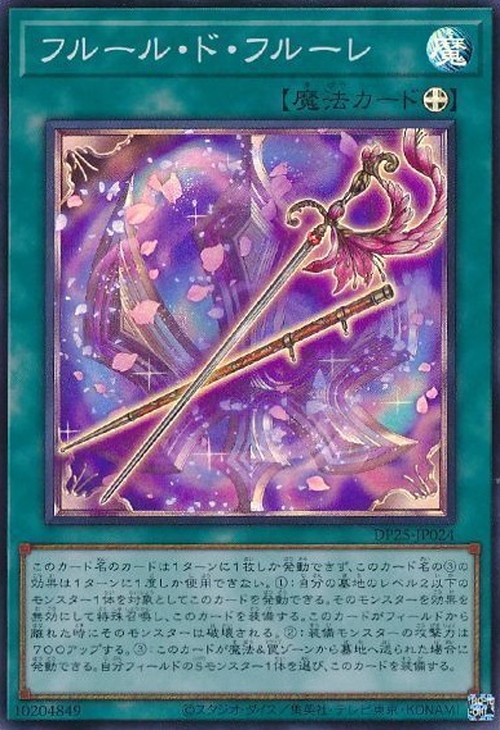 フルール・ド・フルーレ
魔
【魔法カード】
DP25-JP024
このカード名のカードは1ターンに1枚しか発動できず、このカード名の③の
効果は1ターンに1度しか使用できない。①：自分の墓地のレベル2以下の
モンスター1体を対象としてこのカードを発動できる。そのモンスターを効果を
無効にして特殊召喚し、このカードを装備する。このカードがフィールドから
離れた時にそのモンスターは破壊される。②：装備モンスターの攻撃力は
700アップする。③：このカードが魔法&罠ゾーンから墓地へ送られた場合に
発動できる。自分フィールドのSモンスター1体を選び、このカードを装備する。
10204849 ©スタジオ・ダイス／集英社・テレビ東京・KONAMI